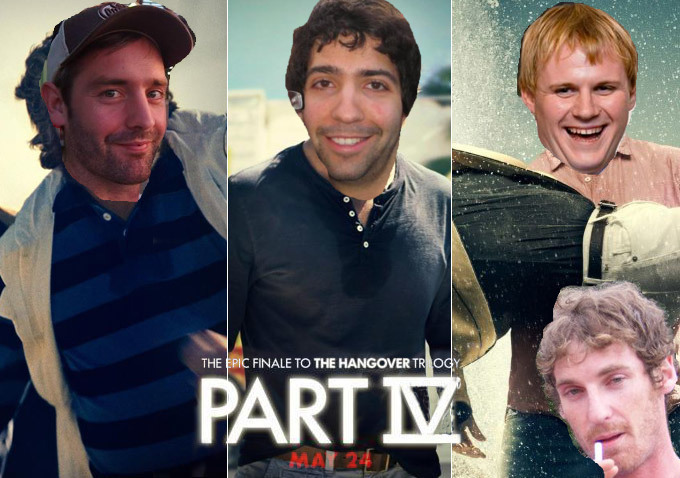 THE EPIC FINALE TO THE HANGOVER TRILOGY
PART IV
MAY 24